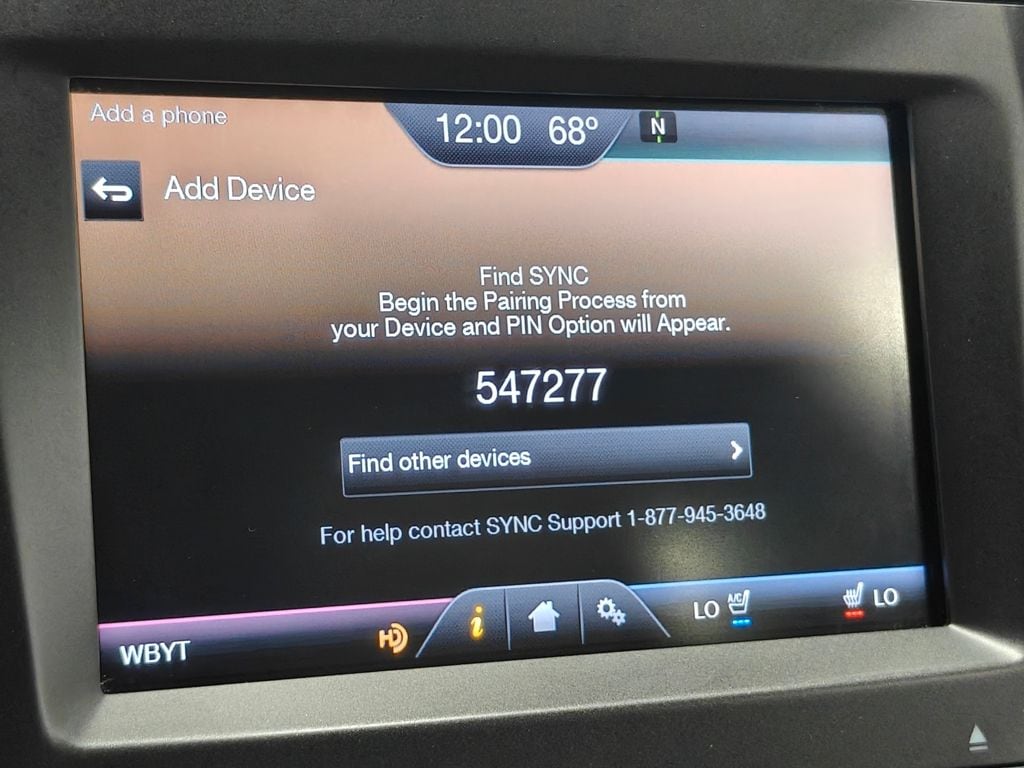 Add a phone
12:00 68º N
Add Device
Find SYNC
Begin the Pairing Process from
your Device and PIN Option will Appear.
547277
Find other devices
For help contact SYNC Support 1-877-945-3648
WBYT HD i LO A/C LO